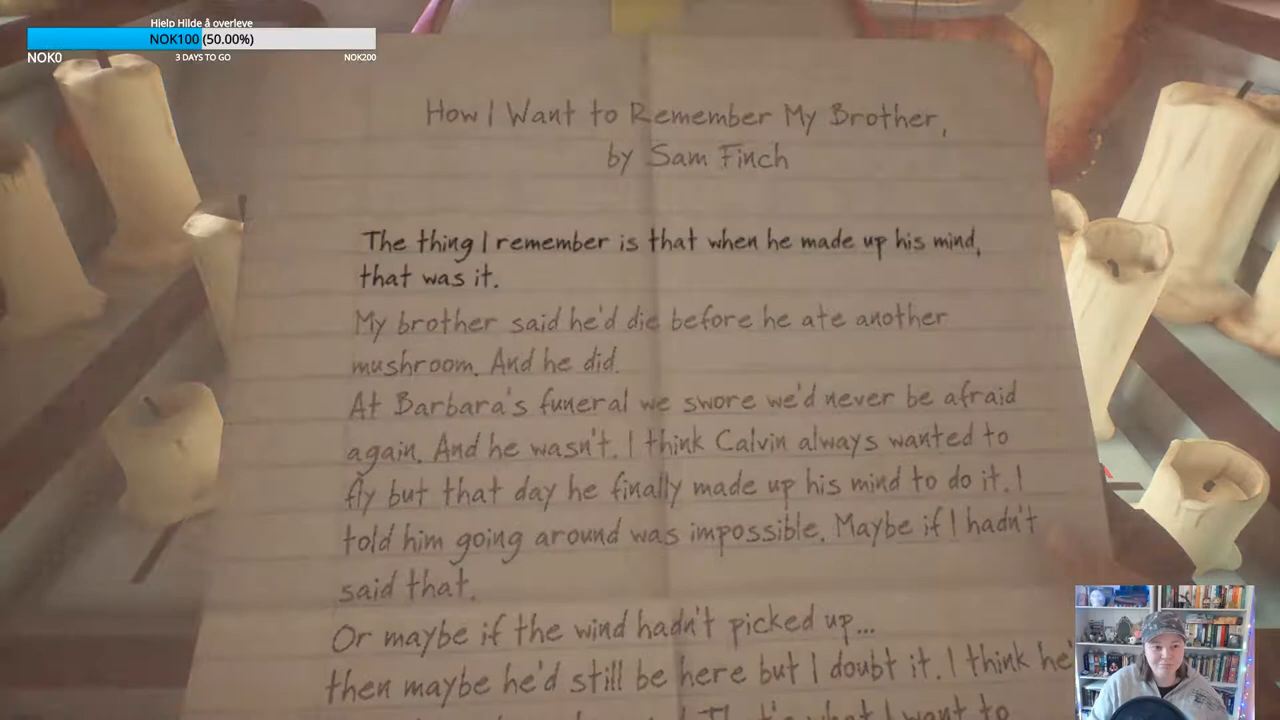 Hjelp Hilde å overleve
NOK100 (50.00%)
NOK0
3 DAYS TO GO
NOK200
How I Want to Remember My Brother,
by Sam Finch
The thing I remember is that when he made up his mind,
that was it.
My brother said he'd die before he ate another
mushroom. And he did.
At Barbara's funeral we swore we'd never be afraid
again. And he wasn't. I think Calvin always wanted to
fly but that day he finally made up his mind to do it. I
told him going around was impossible. Maybe if I hadn't
said that.
Or maybe if the wind hadn't picked up...
then maybe he'd still be here but I doubt it. I think he'
That's what I want to